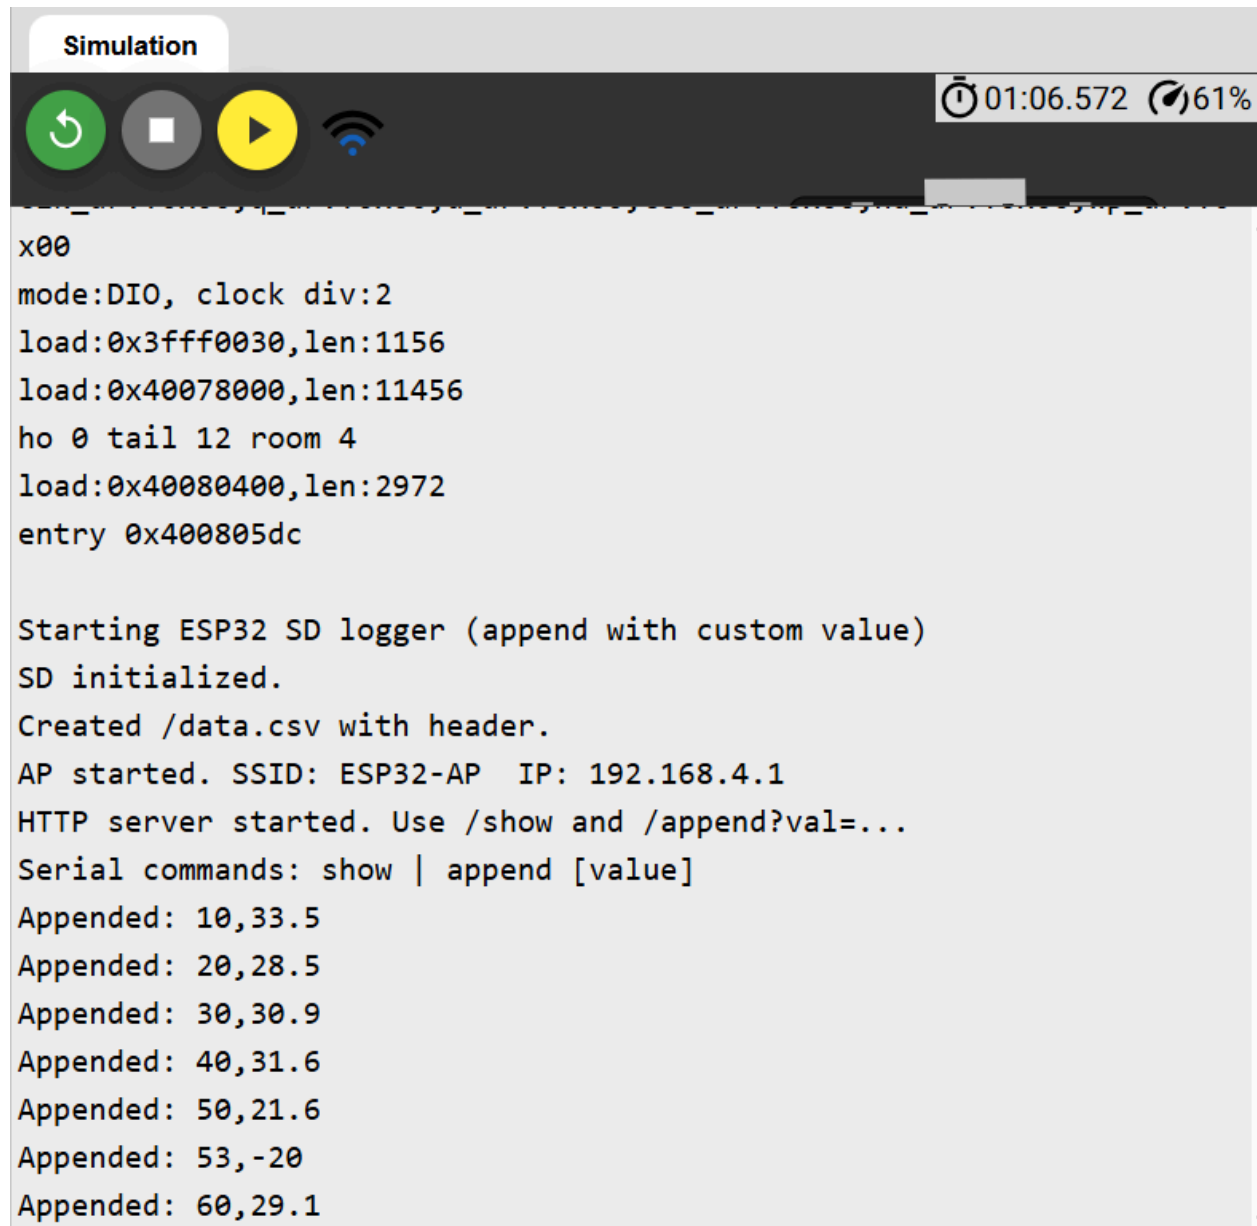 Simulation
01:06.572 61%
x00
mode:DIO, clock div:2
load:0x3fff0030,len:1156
load:0x40078000,len:11456
ho 0 tail 12 room 4
load:0x40080400,len:2972
entry 0x400805dc
Starting ESP32 SD logger (append with custom value)
SD initialized.
Created /data.csv with header.
AP started. SSID: ESP32-AP  IP: 192.168.4.1
HTTP server started. Use /show and /append?val=...
Serial commands: show | append [value]
Appended: 10,33.5
Appended: 20,28.5
Appended: 30,30.9
Appended: 40,31.6
Appended: 50,21.6
Appended: 53,-20
Appended: 60,29.1